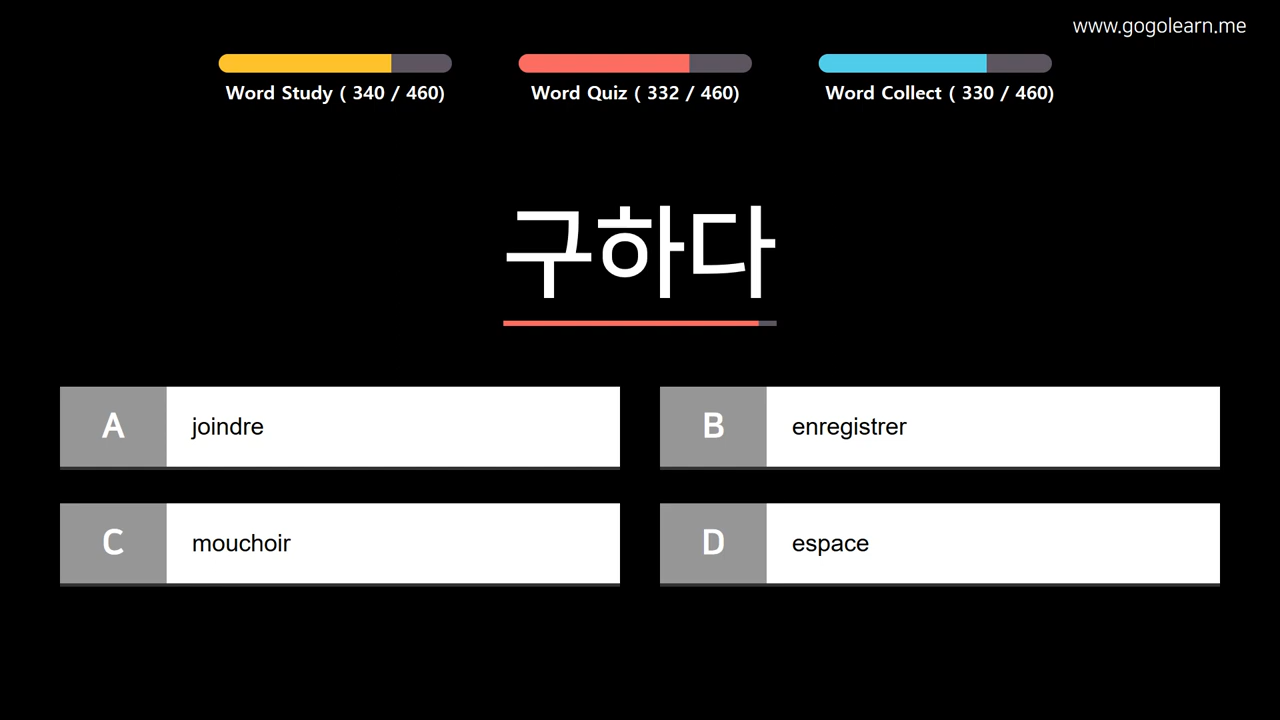 www.gogolearn.me
Word Study ( 340 / 460)
Word Quiz ( 332 / 460)
Word Collect ( 330 / 460)
구하다
A joindre
B enregistrer
C mouchoir
D espace